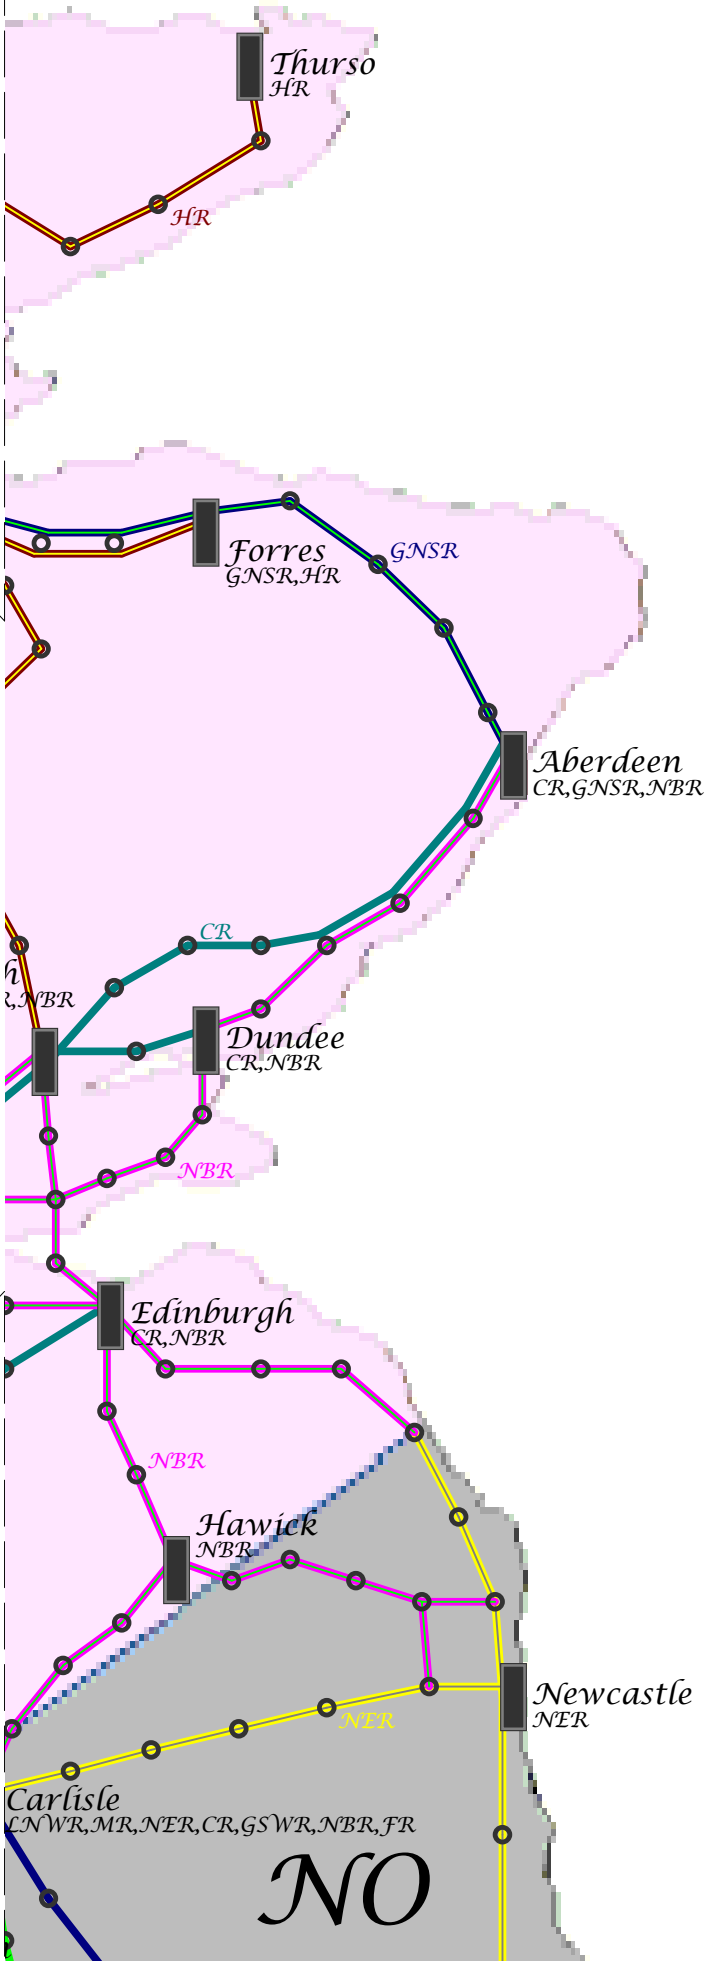 Thurso
HR
HR
GNSR
Forres
GNSR,HR
Aberdeen
CR,GNSR,NBR
CR
h
R,NBR
Dundee
CR,NBR
NBR
Edinburgh
CR,NBR
NBR
Hawick
NBR
Newcastle
NER
NER
Carlisle
LNWR,MR,NER,CR,GSWR,NBR,FR
NO